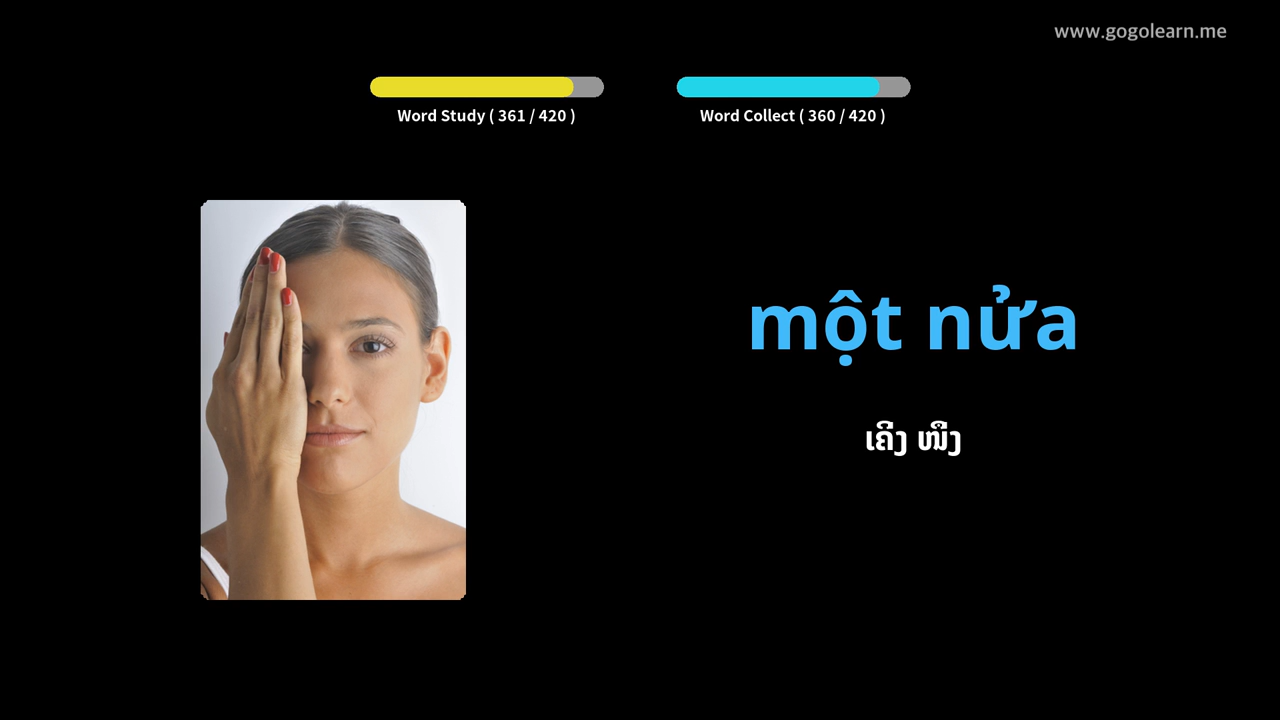 www.gogolearn.me
Word Study ( 361 / 420 )
Word Collect ( 360 / 420 )
một nửa
ເຄິ່ງ ໜຶ່ງ